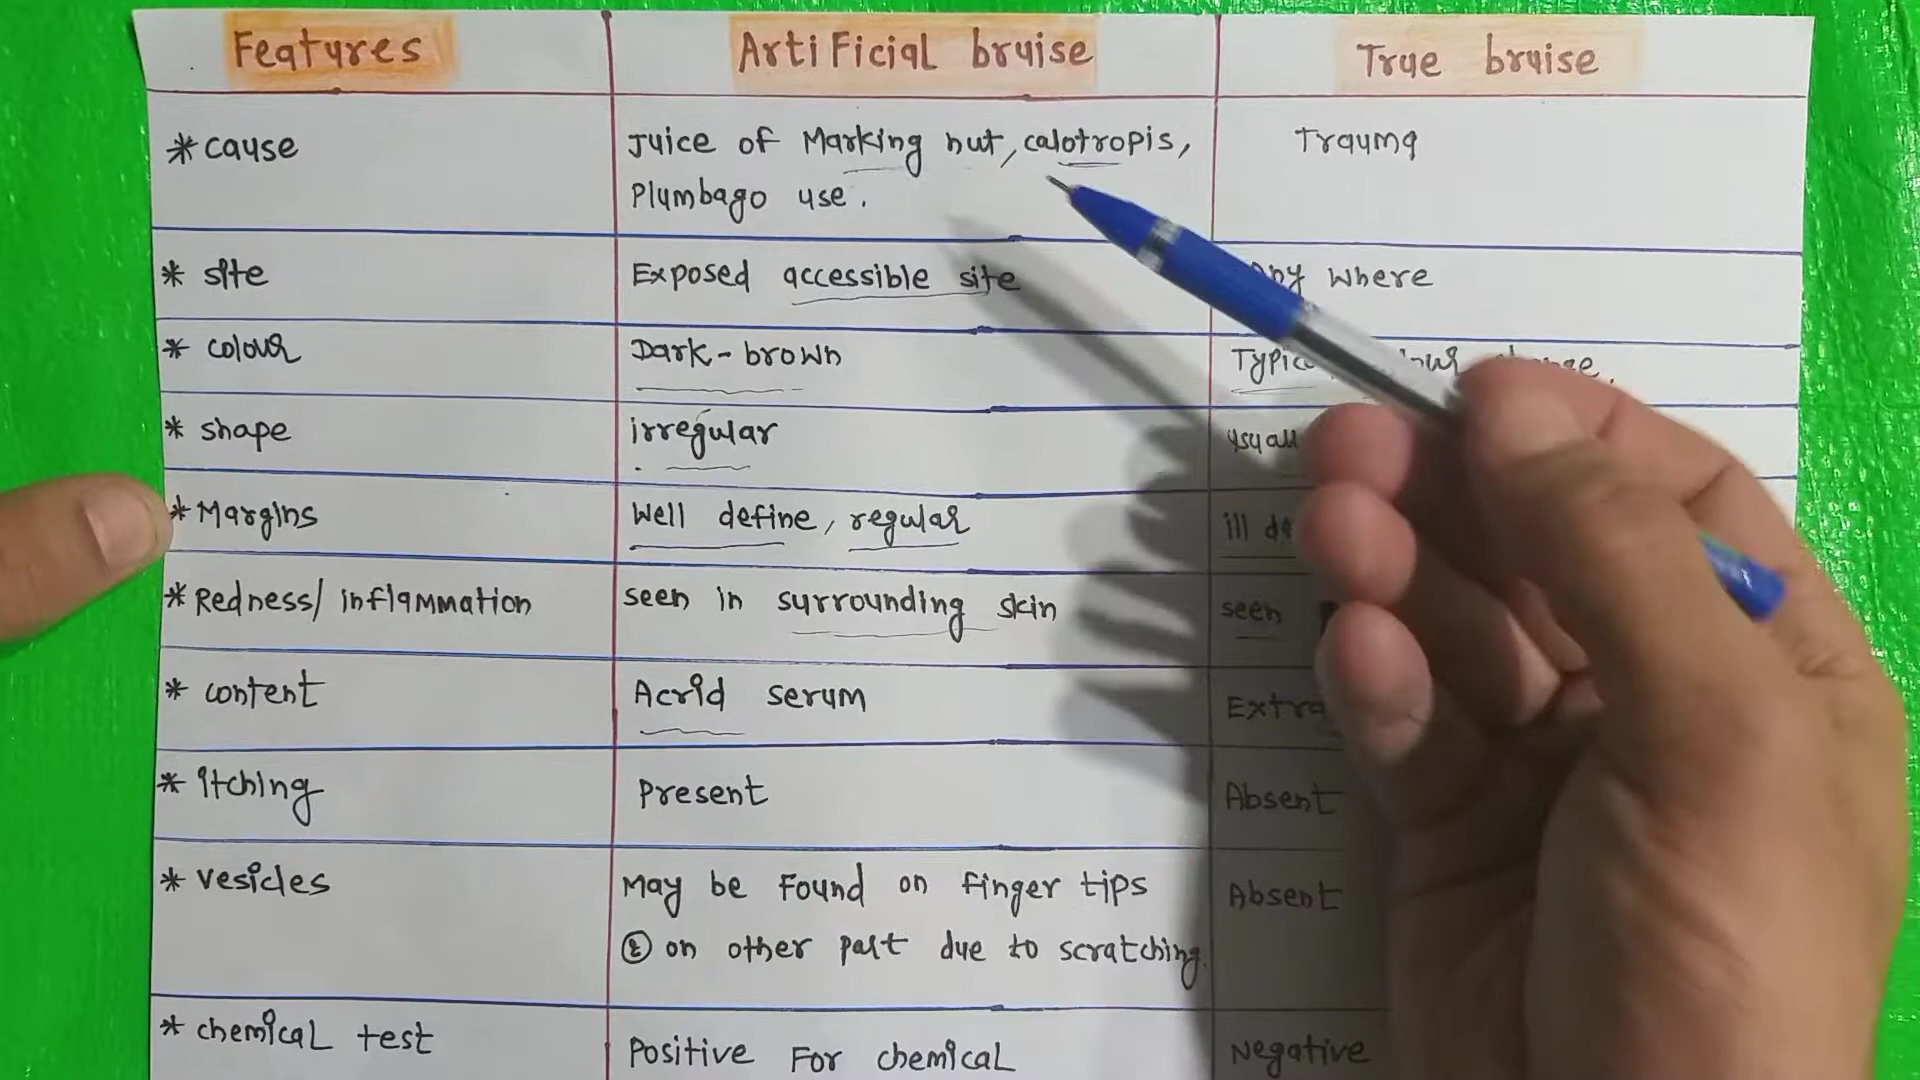 Features Artificial bruise True bruise
* cause Juice of Marking nut, calotropis, Trauma
Plumbago use.
* site Exposed accessible site where
* colour Dark-brown
* shape irregular
* Margins Well define, regular ill
* Redness/ inflammation seen in surrounding skin seen
* content Acrid serum
* itching Present Absent
* vesicles May be Found on finger tips Absent
& on other part due to scratching.
* chemical test Positive For chemical Negative